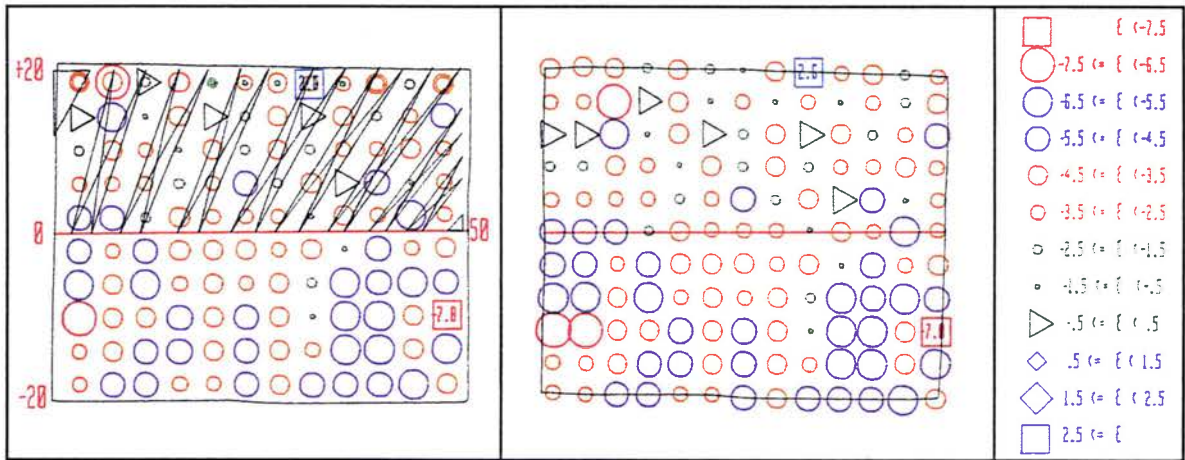 +20
2.6
0
50
-7.8
-20
2.6
-7.8
ε <-7.5
-7.5 <= ε <-6.5
-6.5 <= ε <-5.5
-5.5 <= ε <-4.5
-4.5 <= ε <-3.5
-3.5 <= ε <-2.5
-2.5 <= ε <-1.5
-1.5 <= ε <-.5
-.5 <= ε < .5
.5 <= ε < 1.5
1.5 <= ε < 2.5
2.5 <= ε